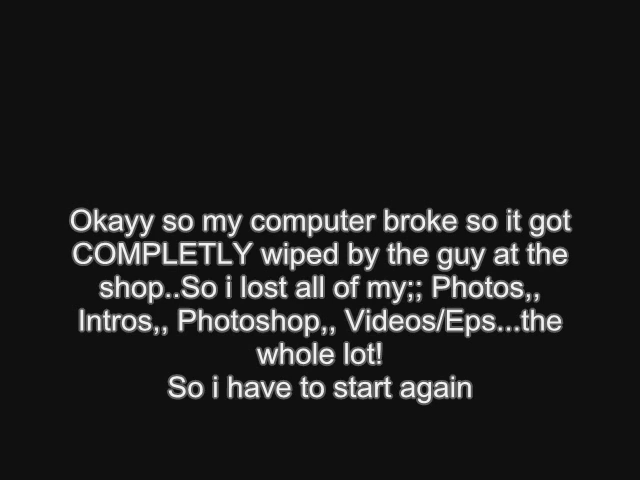 Okayy so my computer broke so it got
COMPLETLY wiped by the guy at the
shop..So i lost all of my;; Photos,,
Intros,, Photoshop,, Videos/Eps...the
whole lot!
So i have to start again